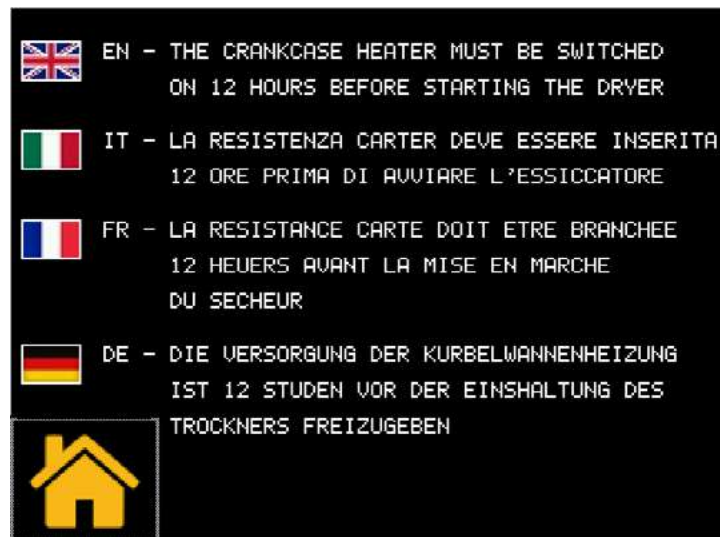 EN - THE CRANKCASE HEATER MUST BE SWITCHED
ON 12 HOURS BEFORE STARTING THE DRYER
IT - LA RESISTENZA CARTER DEVE ESSERE INSERITA
12 ORE PRIMA DI AVVIARE L'ESSICCATORE
FR - LA RESISTANCE CARTE DOIT ETRE BRANCHEE
12 HEUERS AVANT LA MISE EN MARCHE
DU SECHEUR
DE - DIE VERSORGUNG DER KURBELWANNENHEIZUNG
IST 12 STUDEN VOR DER EINSHALTUNG DES
TROCKNERS FREIZUGEBEN